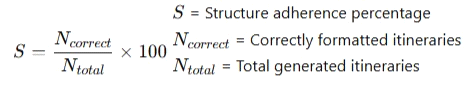 S = N_correct / N_total × 100
S = Structure adherence percentage
N_correct = Correctly formatted itineraries
N_total = Total generated itineraries